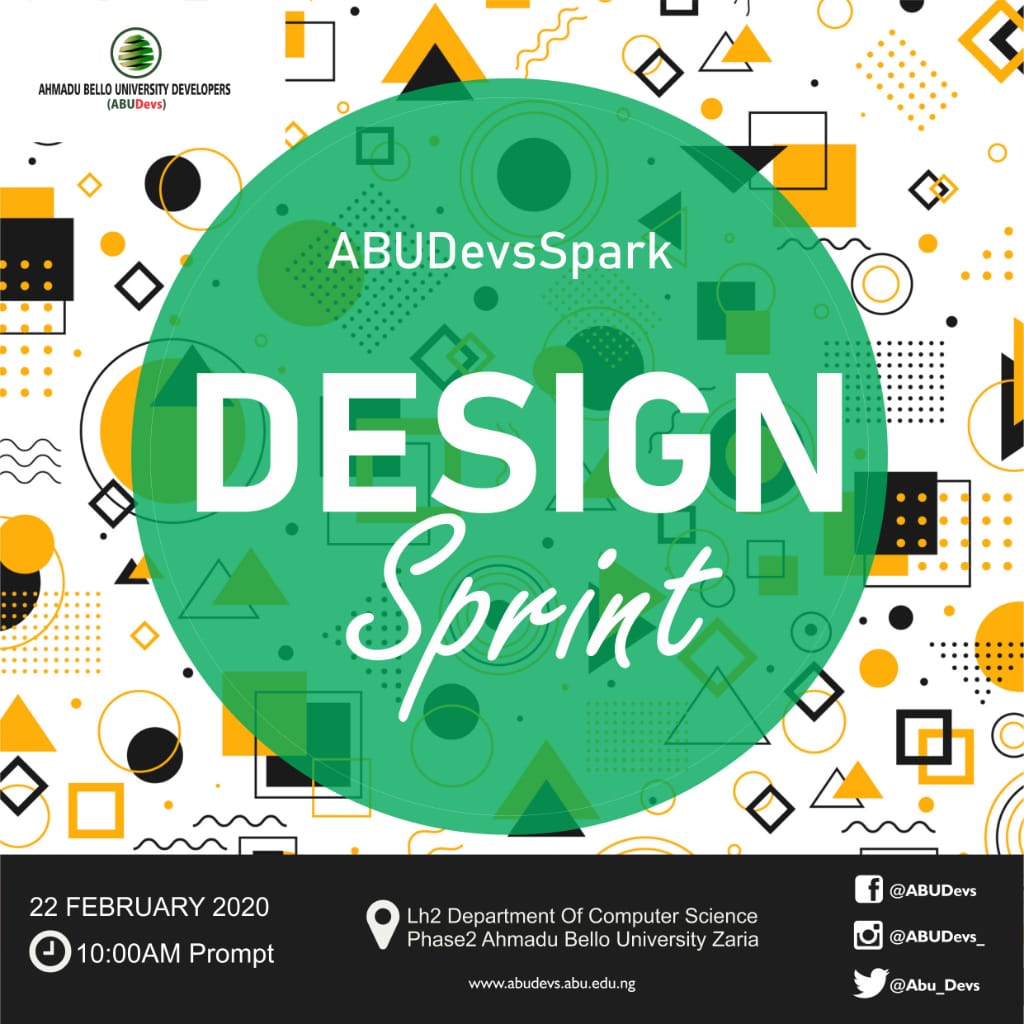 AHMADU BELLO UNIVERSITY DEVELOPERS
(ABUDevs)
ABUDevsSpark
DESIGN
Sprint
22 FEBRUARY 2020
10:00AM Prompt
Lh2 Department Of Computer Science
Phase2 Ahmadu Bello University Zaria
www.abudevs.abu.edu.ng
@ABUDevs
@ABUDevs_
@Abu_Devs